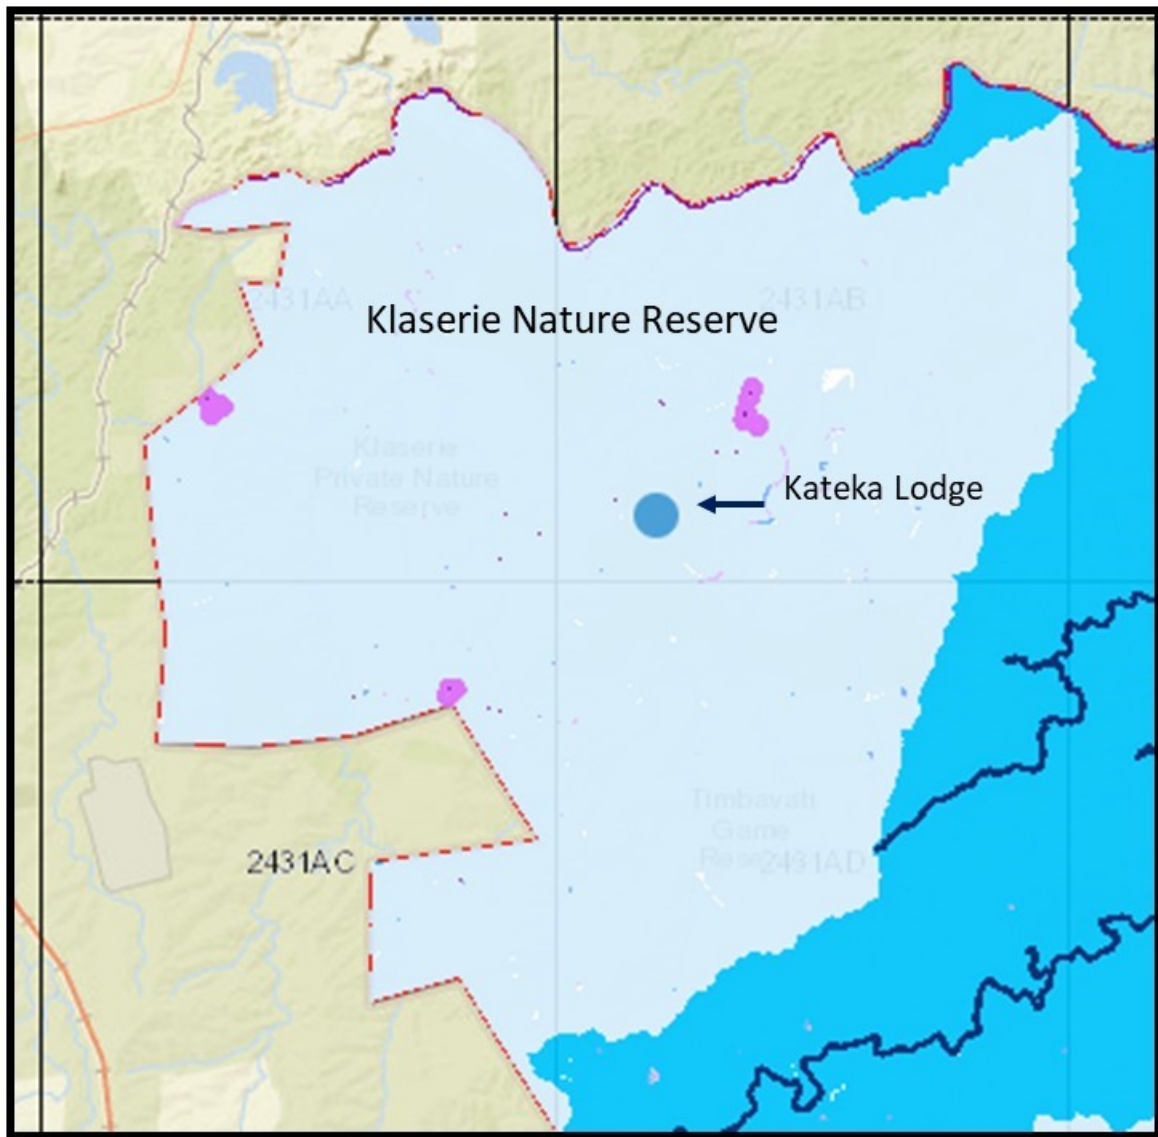 2431AA
2431AB
Klaserie Nature Reserve
Klaserie
Private Nature
Reserve
Kateka Lodge
Timbavati
Game
2431AC
2431AD